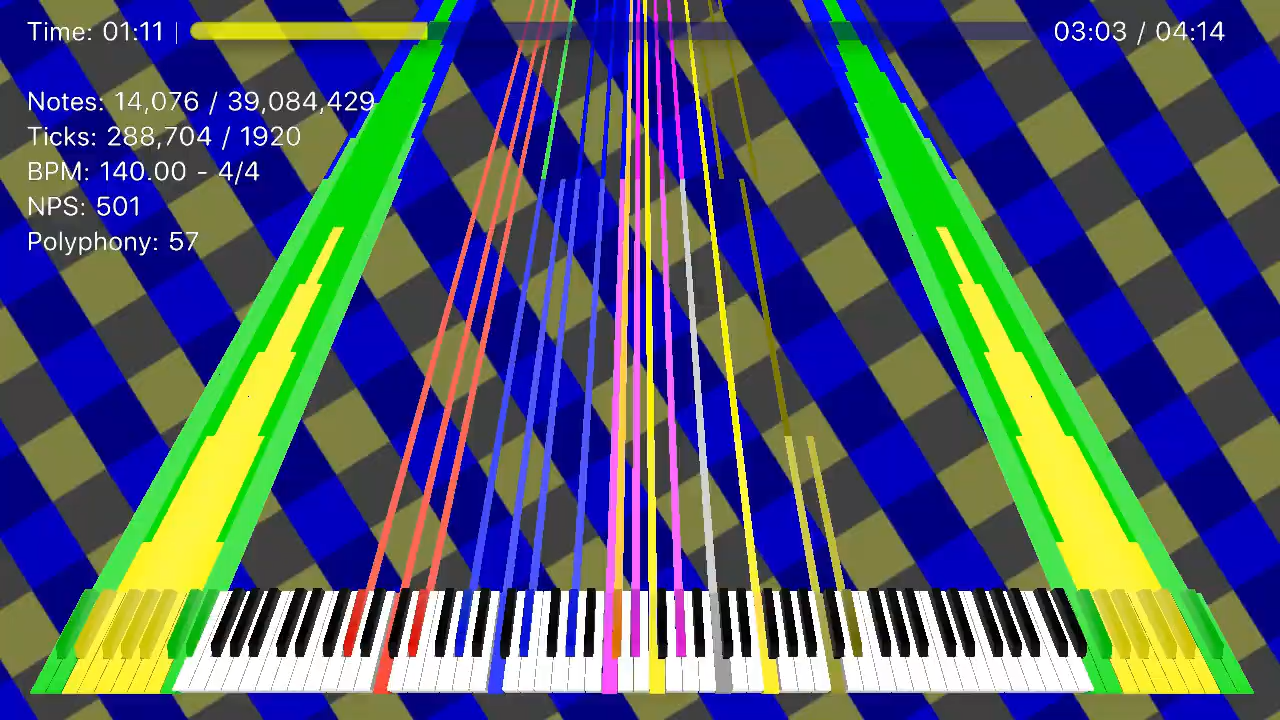 Time: 01:11 | 03:03 / 04:14
Notes: 14,076 / 39,084,429
Ticks: 288,704 / 1920
BPM: 140.00 - 4/4
NPS: 501
Polyphony: 57